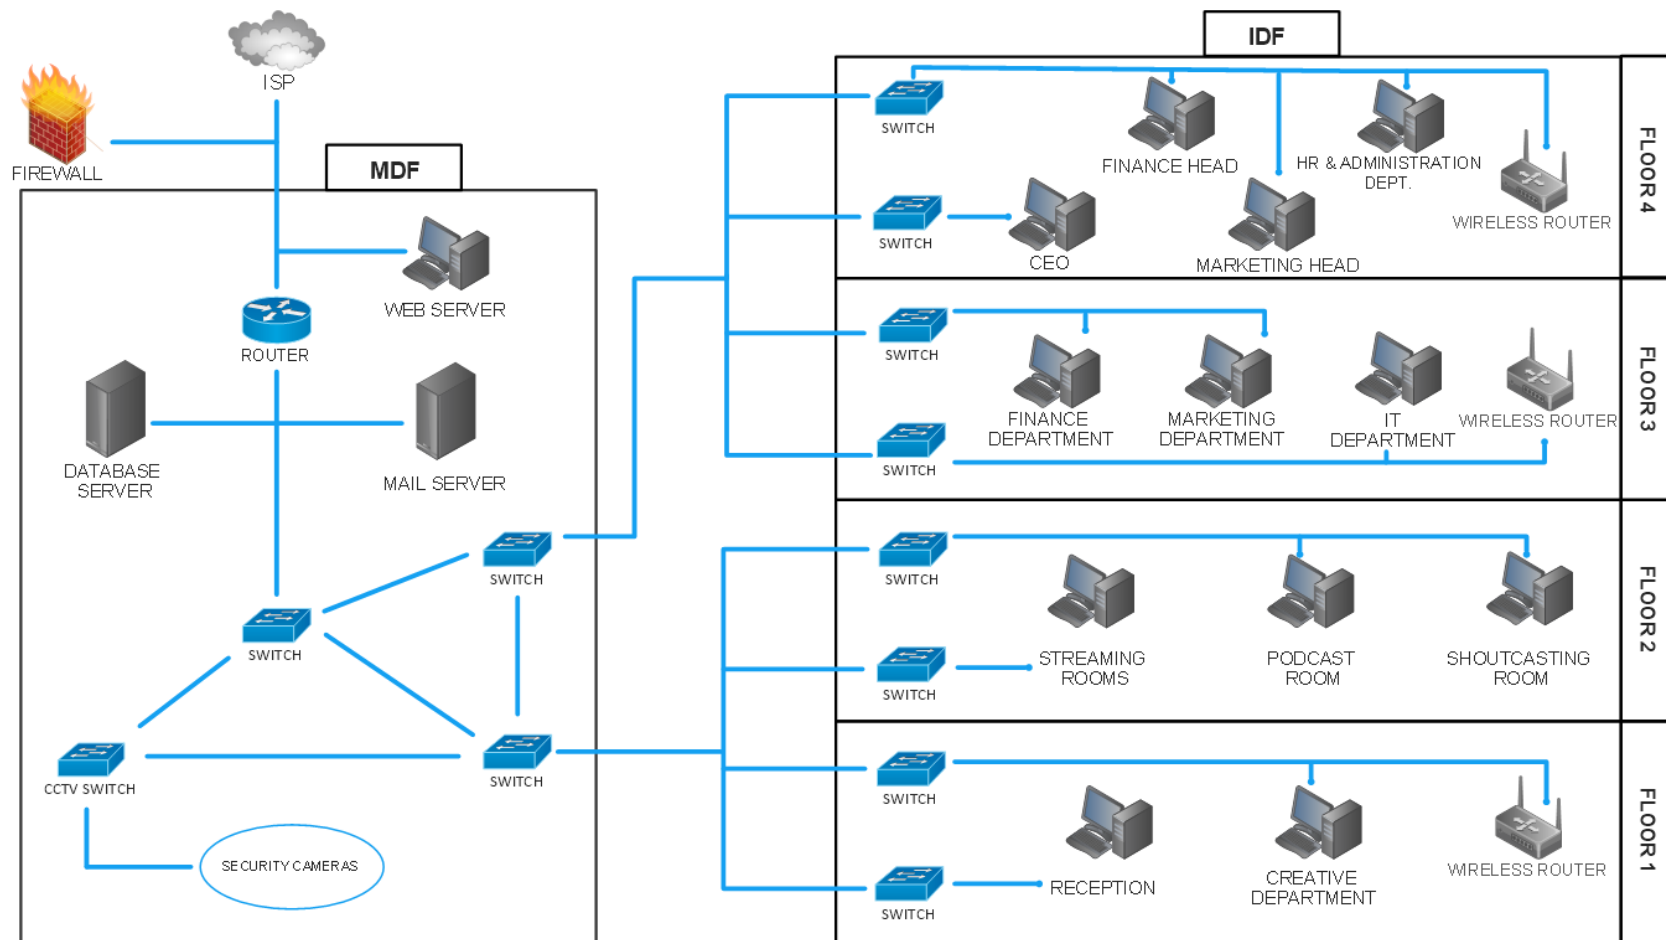 ISP
FIREWALL
MDF
WEB SERVER
ROUTER
DATABASE
SERVER
MAIL SERVER
SWITCH
SWITCH
SWITCH
CCTV SWITCH
SECURITY CAMERAS
IDF
SWITCH
FINANCE HEAD
HR & ADMINISTRATION
DEPT.
WIRELESS ROUTER
SWITCH
CEO
MARKETING HEAD
FLOOR 4
SWITCH
FINANCE
DEPARTMENT
MARKETING
DEPARTMENT
IT
DEPARTMENT
WIRELESS ROUTER
SWITCH
FLOOR 3
SWITCH
STREAMING
ROOMS
PODCAST
ROOM
SHOUTCASTING
ROOM
SWITCH
FLOOR 2
SWITCH
RECEPTION
CREATIVE
DEPARTMENT
WIRELESS ROUTER
SWITCH
FLOOR 1